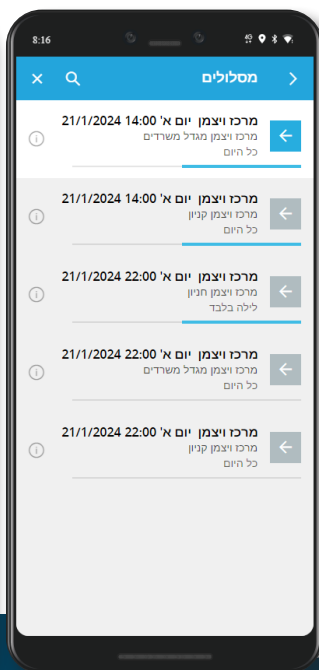 8:16
4G
מסלולים
מרכז ויצמן יום א' 14:00 21/1/2024
מרכז ויצמן מגדל משרדים
כל היום
מרכז ויצמן יום א' 14:00 21/1/2024
מרכז ויצמן קניון
כל היום
מרכז ויצמן יום א' 22:00 21/1/2024
מרכז ויצמן חניון
לילה בלבד
מרכז ויצמן יום א' 22:00 21/1/2024
מרכז ויצמן מגדל משרדים
כל היום
מרכז ויצמן יום א' 22:00 21/1/2024
מרכז ויצמן קניון
כל היום